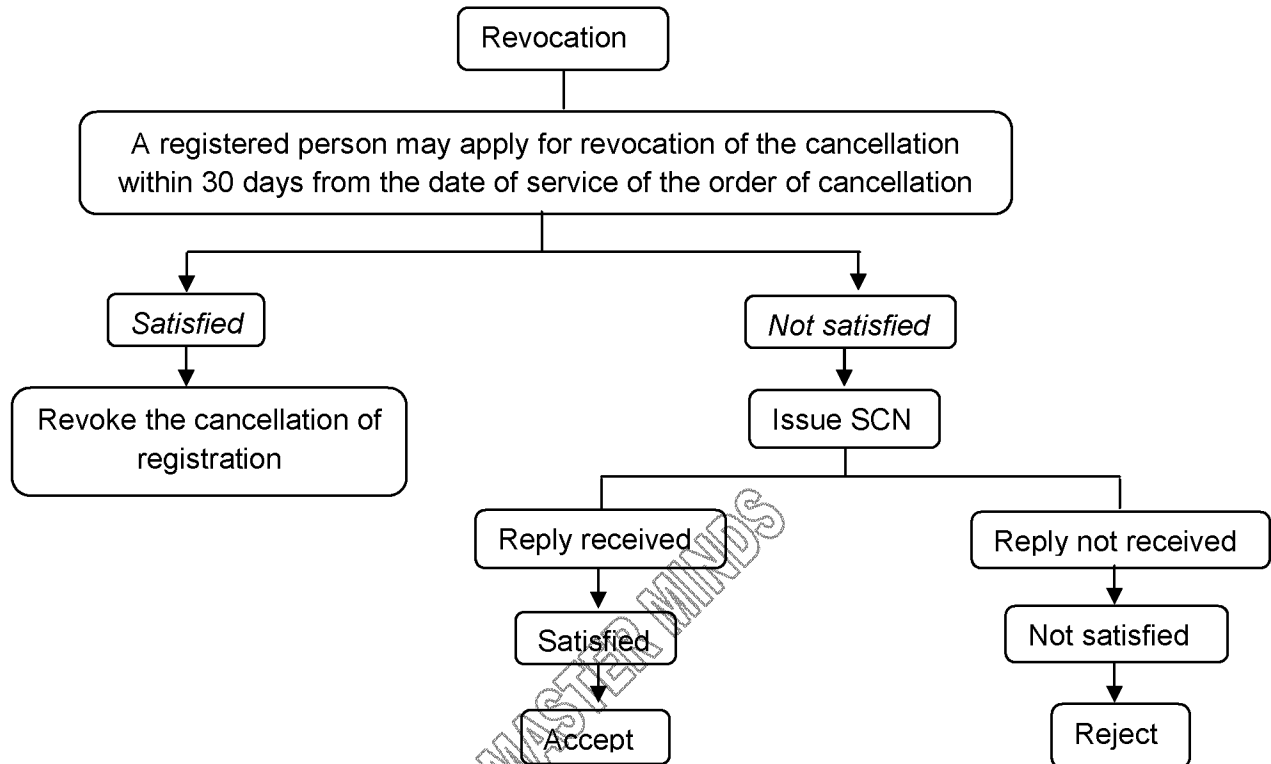 Revocation
A registered person may apply for revocation of the cancellation
within 30 days from the date of service of the order of cancellation
Satisfied
Not satisfied
Revoke the cancellation of
registration
Issue SCN
Reply received
Reply not received
Satisfied
Not satisfied
Accept
Reject
MASTER MINDS